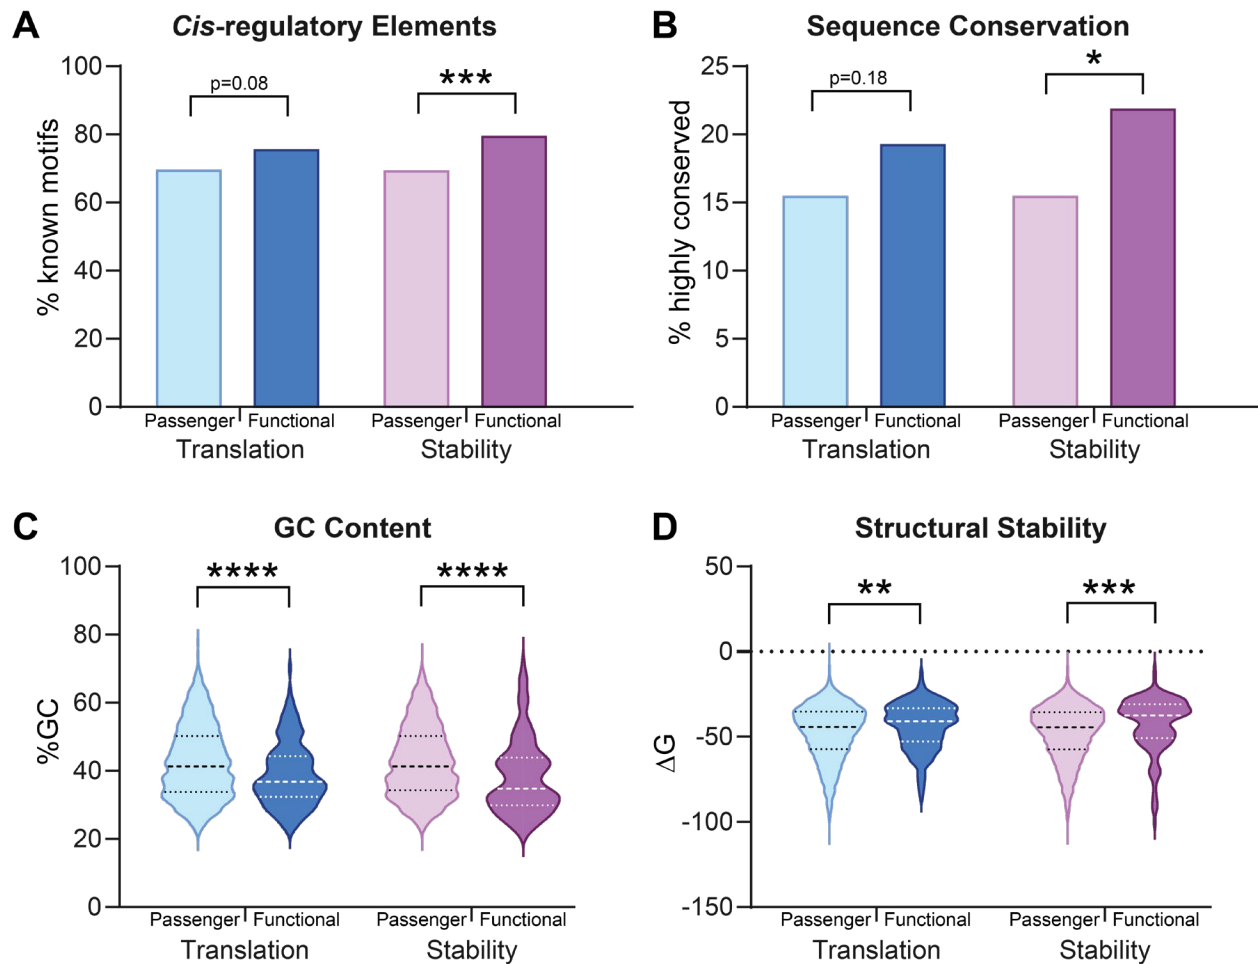 A
Cis-regulatory Elements
% known motifs
100
80
60
40
20
0
p=0.08
***
Passenger Functional
Passenger Functional
Translation
Stability
B
Sequence Conservation
% highly conserved
25
20
15
10
5
0
p=0.18
*
Passenger Functional
Passenger Functional
Translation
Stability
C
GC Content
%GC
100
80
60
40
20
0
****
****
Passenger Functional
Passenger Functional
Translation
Stability
D
Structural Stability
ΔG
50
0
-50
-100
-150
**
***
Passenger Functional
Passenger Functional
Translation
Stability